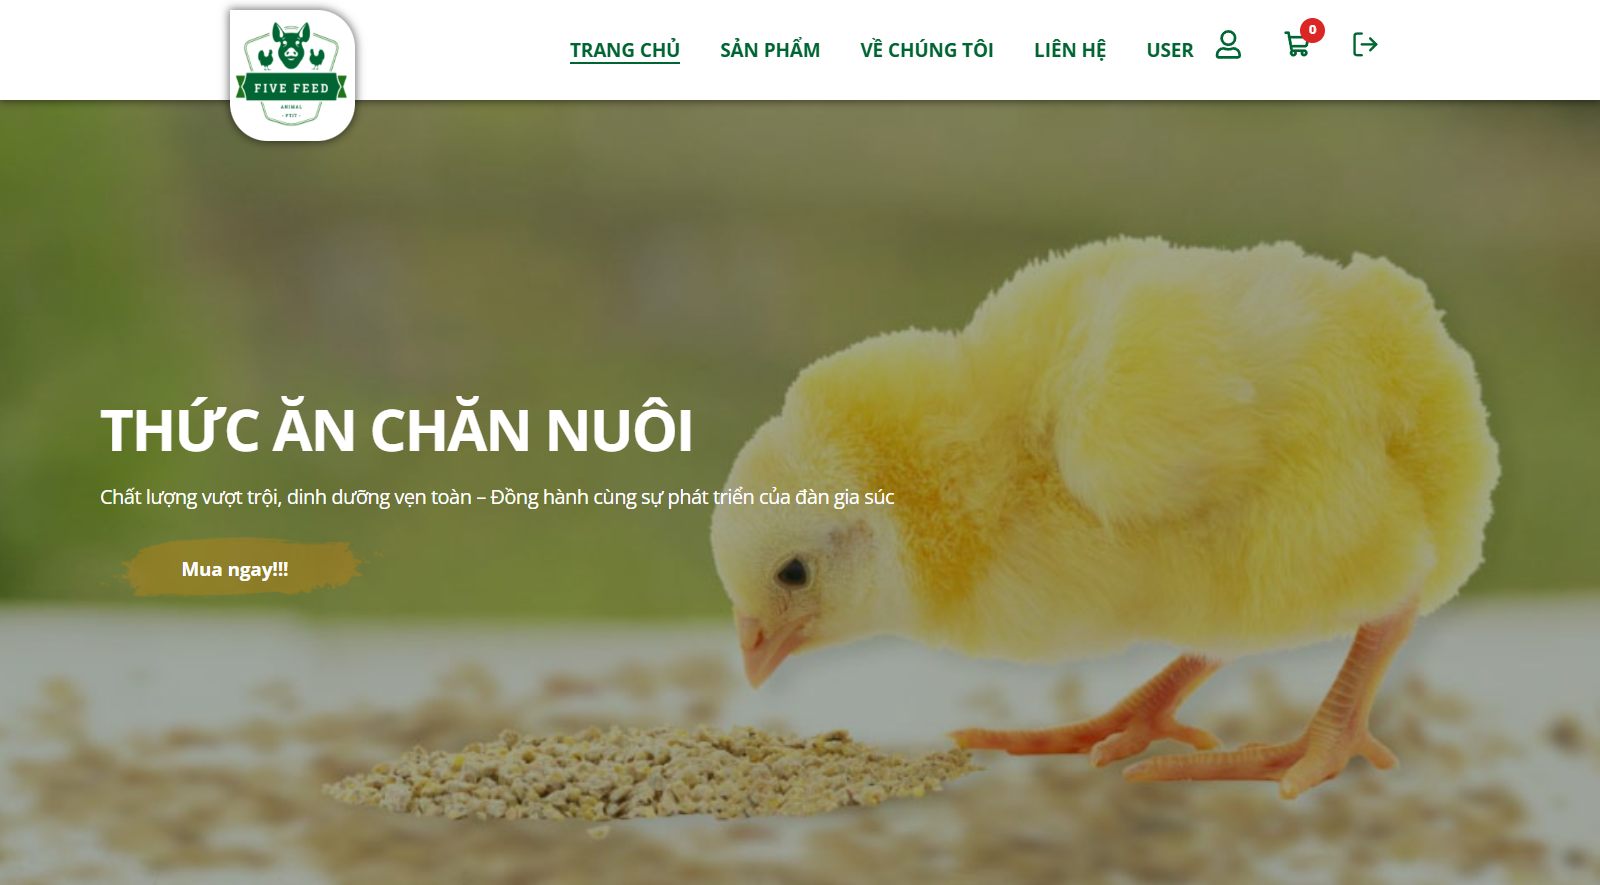 FIVE FEED
ANIMAL
- PTIT -
TRANG CHỦ
SẢN PHẨM
VỀ CHÚNG TÔI
LIÊN HỆ
USER
0
THỨC ĂN CHĂN NUÔI
Chất lượng vượt trội, dinh dưỡng vẹn toàn – Đồng hành cùng sự phát triển của đàn gia súc
Mua ngay!!!